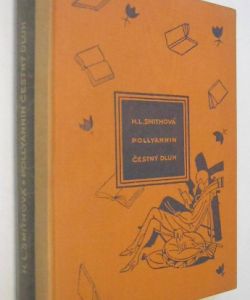 H. L. SMITHOVÁ • POLLYANNIN ČESTNÝ DLUH
H.L. SMITHOVÁ
POLLYANNIN
ČESTNÝ DLUH